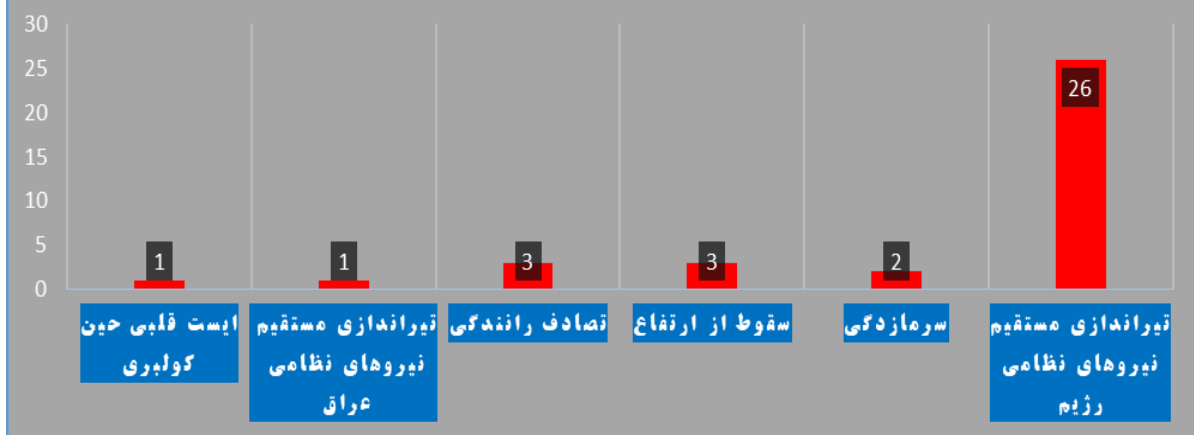 30
25
20
15
10
5
0
1
1
3
3
2
26
ایست قلبی حین
کولبری
تیراندازی مستقیم
نیروهای نظامی
عراق
تصادف رانندگی
سقوط از ارتفاع
سرمازدگی
تیراندازی مستقیم
نیروهای نظامی
رژیم